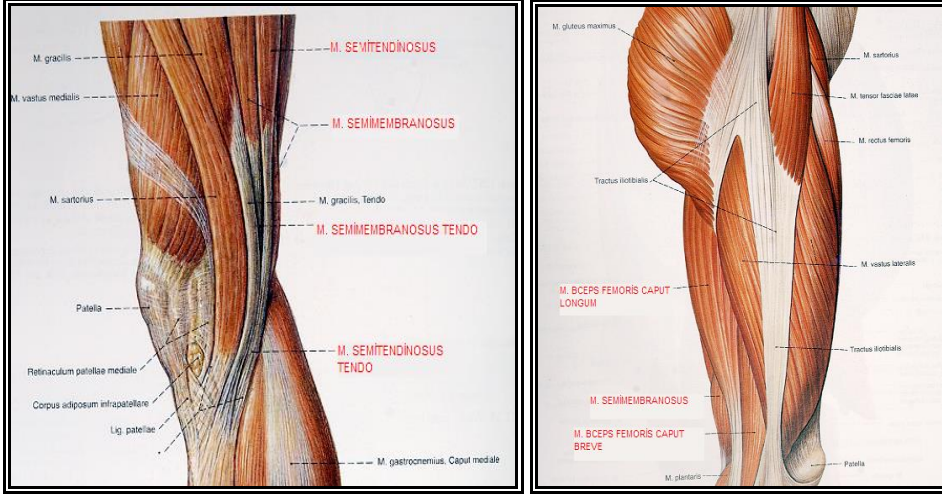 M. gracilis
M. vastus medialis
M. sartorius
Patella
Retinaculum patellae mediale
Corpus adiposum infrapatellare
Lig. patellae
M. SEMİTENDİNOSUS
M. SEMİMEMBRANOSUS
M. gracilis, Tendo
M. SEMİMEMBRANOSUS TENDO
M. SEMİTENDİNOSUS
TENDO
M. gastrocnemius, Caput mediale
M. gluteus maximus
Tractus iliotibialis
M. BCEPS FEMORİS CAPUT
LONGUM
M. SEMİMEMBRANOSUS
M. BCEPS FEMORİS CAPUT
BREVE
M. plantaris
M. sartorius
M. tensor fasciae latae
M. rectus femoris
M. vastus lateralis
Tractus iliotibialis
Patella